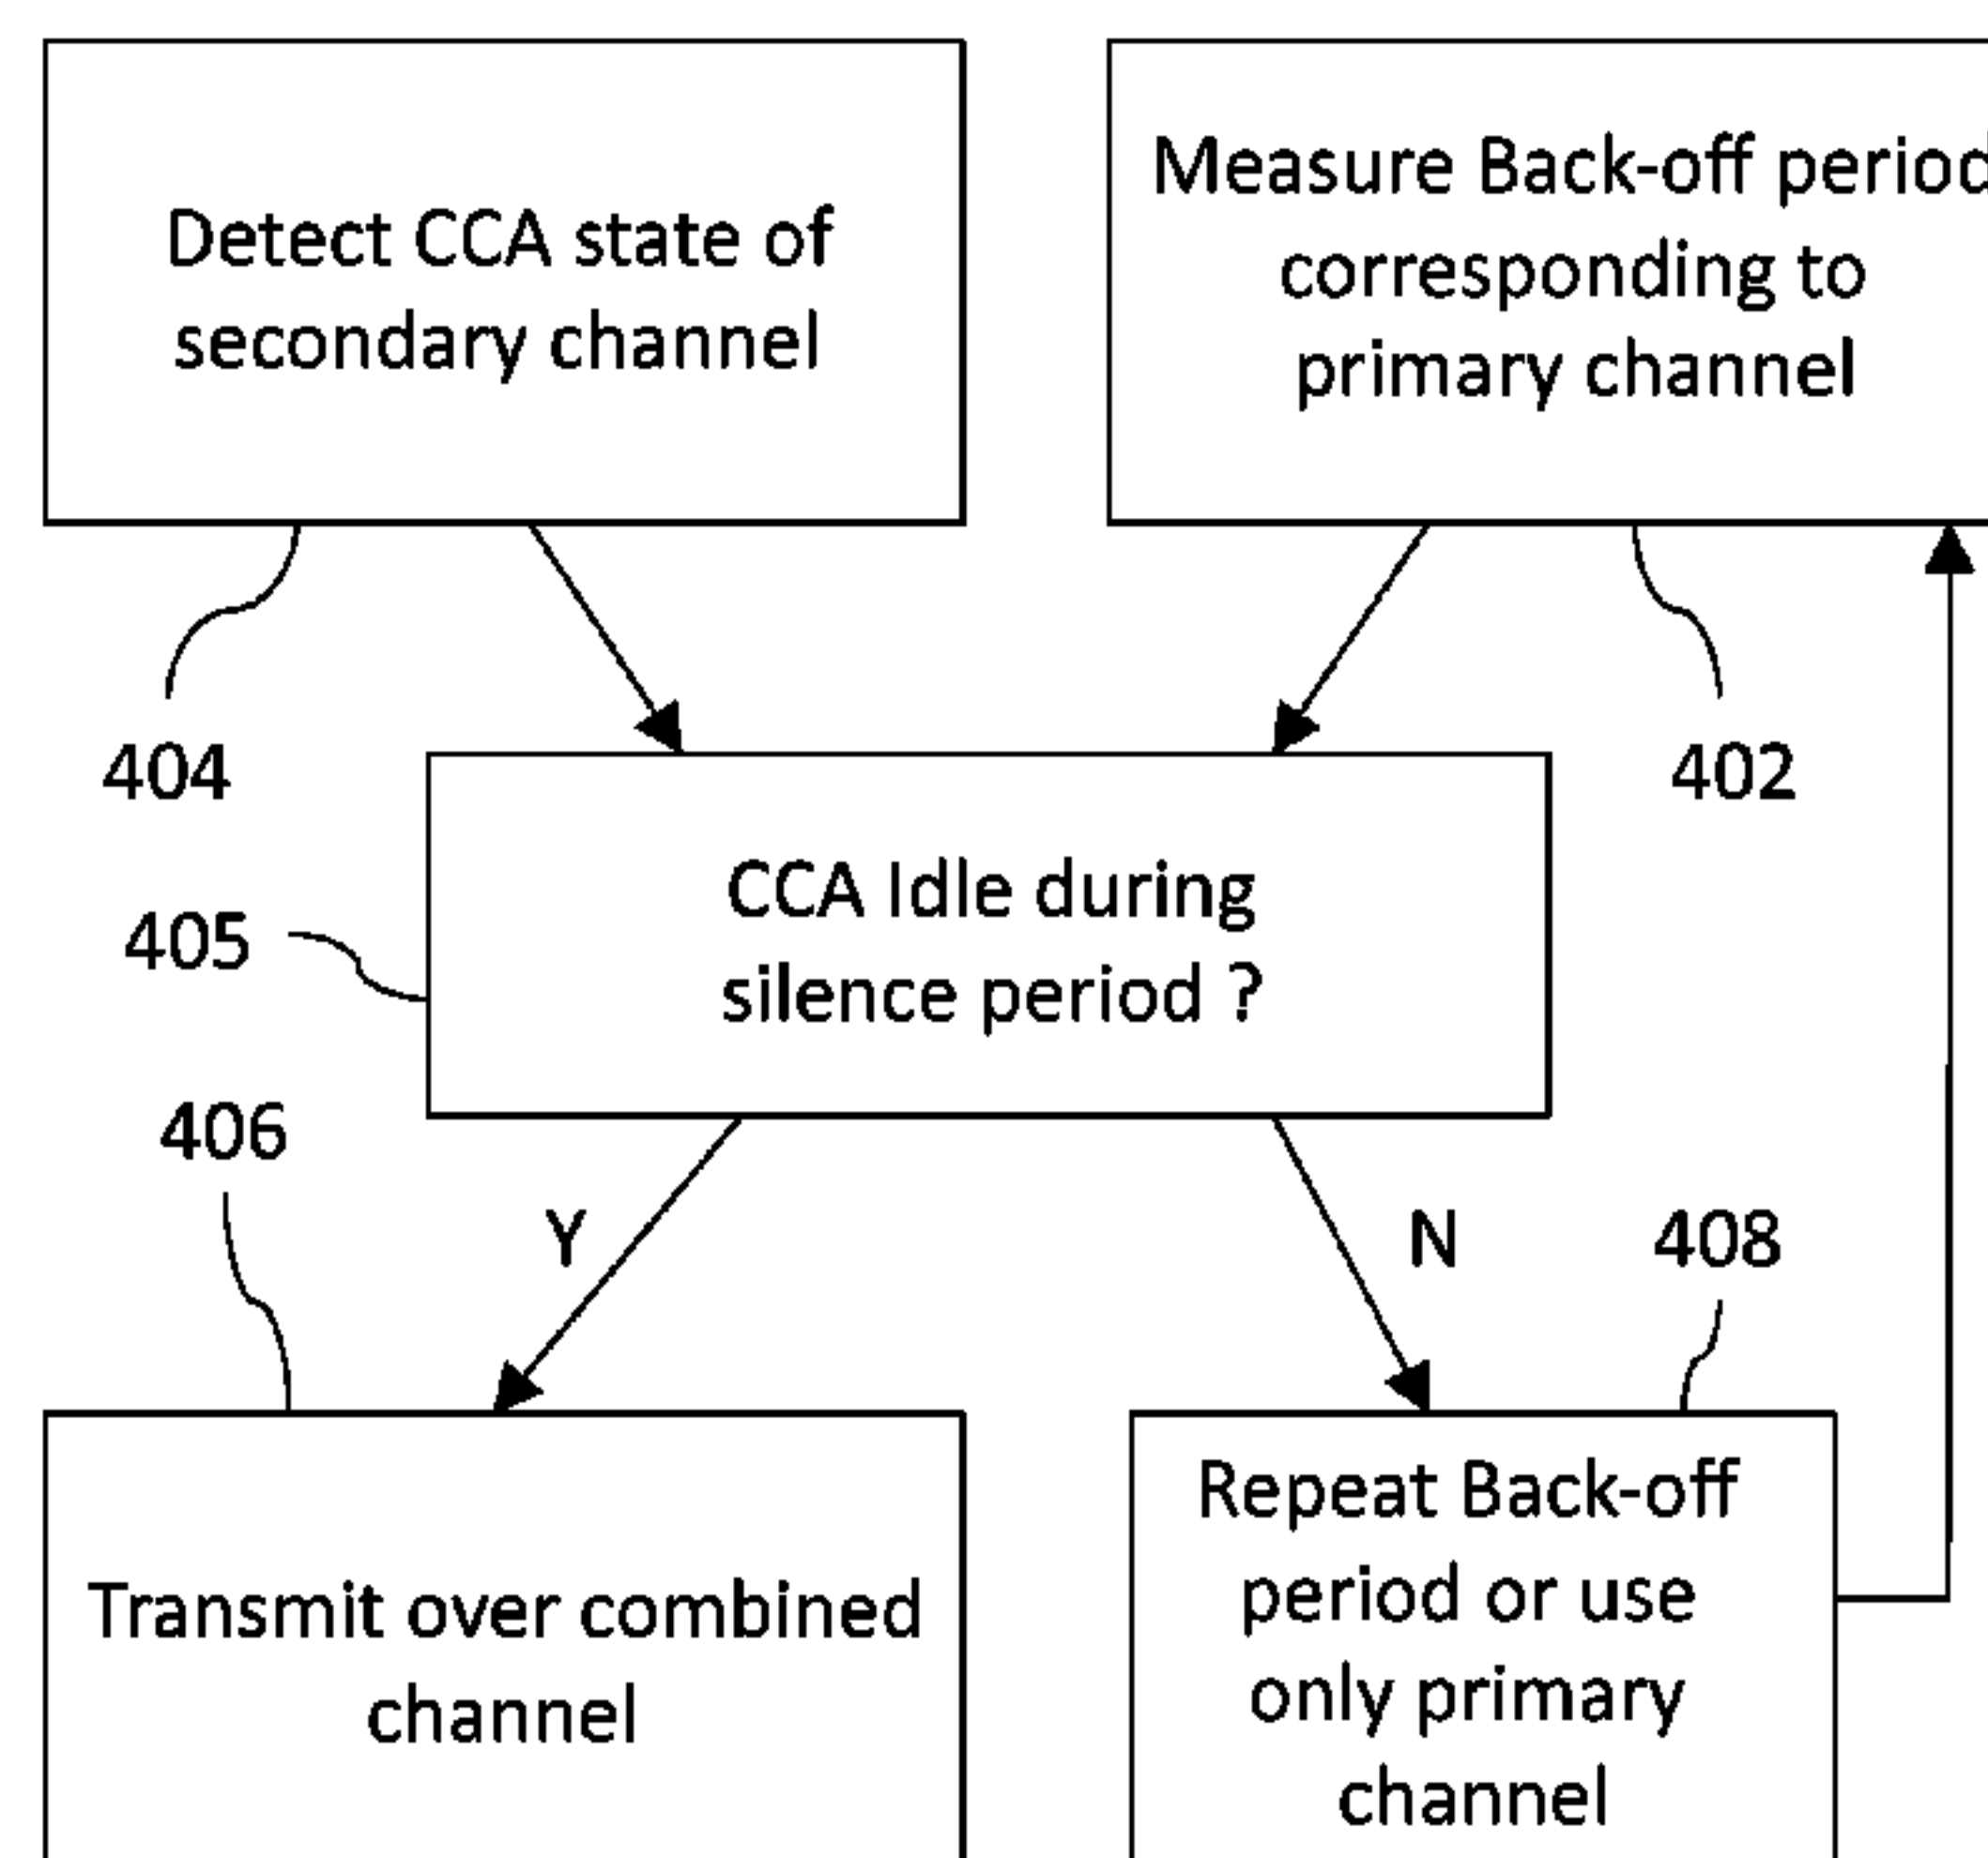 Detect CCA state of
secondary channel
Measure Back-off period
corresponding to
primary channel
404
402
CCA Idle during
silence period ?
405
406
Y
N
408
Transmit over combined
channel
Repeat Back-off
period or use
only primary
channel